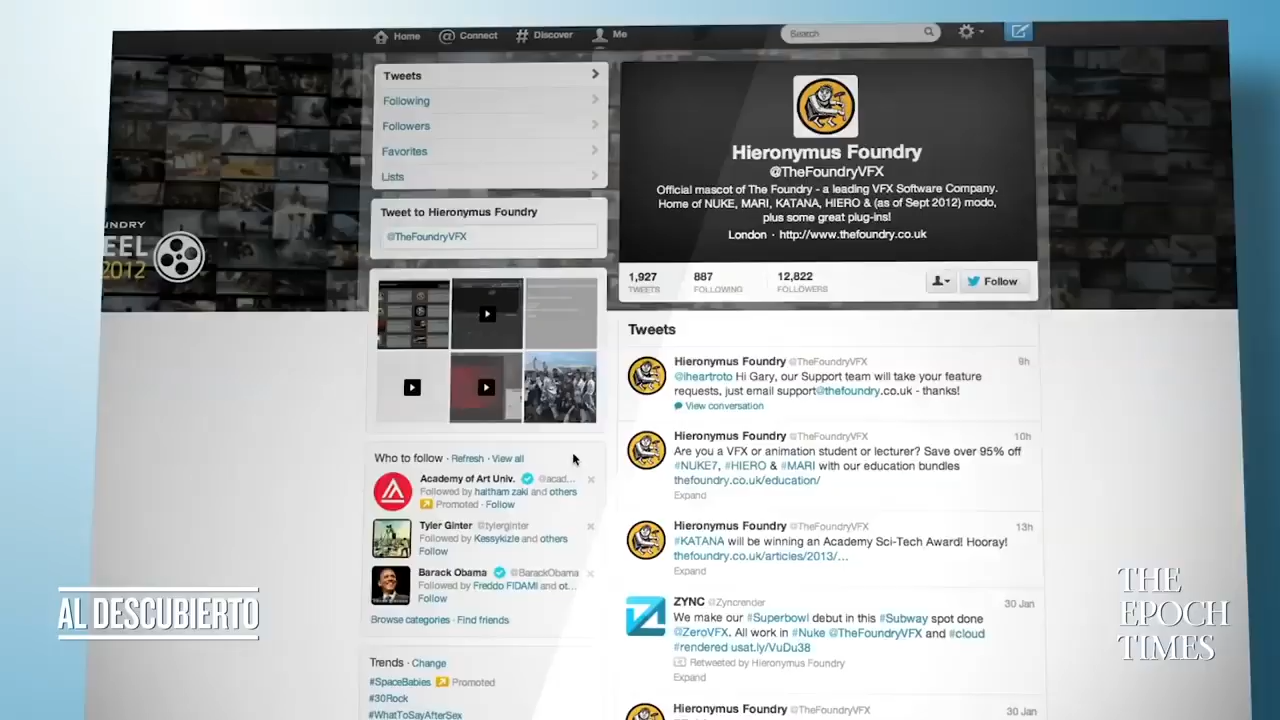 Home
Connect
Discover
Me
Search
Tweets
Following
Followers
Favorites
Lists
Tweet to Hieronymus Foundry
@TheFoundryVFX
UNDRY
EEL
2012
Hieronymus Foundry
@TheFoundryVFX
Official mascot of The Foundry - a leading VFX Software Company.
Home of NUKE, MARI, KATANA, HIERO & (as of Sept 2012) modo,
plus some great plug-ins!
London · http://www.thefoundry.co.uk
1,927
TWEETS
887
FOLLOWING
12,822
FOLLOWERS
Follow
Who to follow · Refresh · View all
Academy of Art Univ. @acad...
Followed by haitham zaki and others
Promoted · Follow
Tyler Ginter @tylerginter
Followed by Kessykizle and others
Follow
Barack Obama @BarackObama
Followed by Freddo FIDAMI and ot...
Follow
Browse categories · Find friends
Trends · Change
#SpaceBabies Promoted
#30Rock
#WhatToSayAfterSex
Tweets
Hieronymus Foundry @TheFoundryVFX 9h
@iheartroto Hi Gary, our Support team will take your feature
requests, just email support@thefoundry.co.uk - thanks!
View conversation
Hieronymus Foundry @TheFoundryVFX 10h
Are you a VFX or animation student or lecturer? Save over 95% off
#NUKE7, #HIERO & #MARI with our education bundles
thefoundry.co.uk/education/
Expand
Hieronymus Foundry @TheFoundryVFX 13h
#KATANA will be winning an Academy Sci-Tech Award! Hooray!
thefoundry.co.uk/articles/2013/...
Expand
ZYNC @Zyncrender 30 Jan
We make our #Superbowl debut in this #Subway spot done
@ZeroVFX. All work in #Nuke @TheFoundryVFX and #cloud
#rendered usat.ly/VuDu38
Retweeted by Hieronymus Foundry
Expand
Hieronymus Foundry @TheFoundryVFX 30 Jan
AL DESCUBIERTO
THE
EPOCH
TIMES